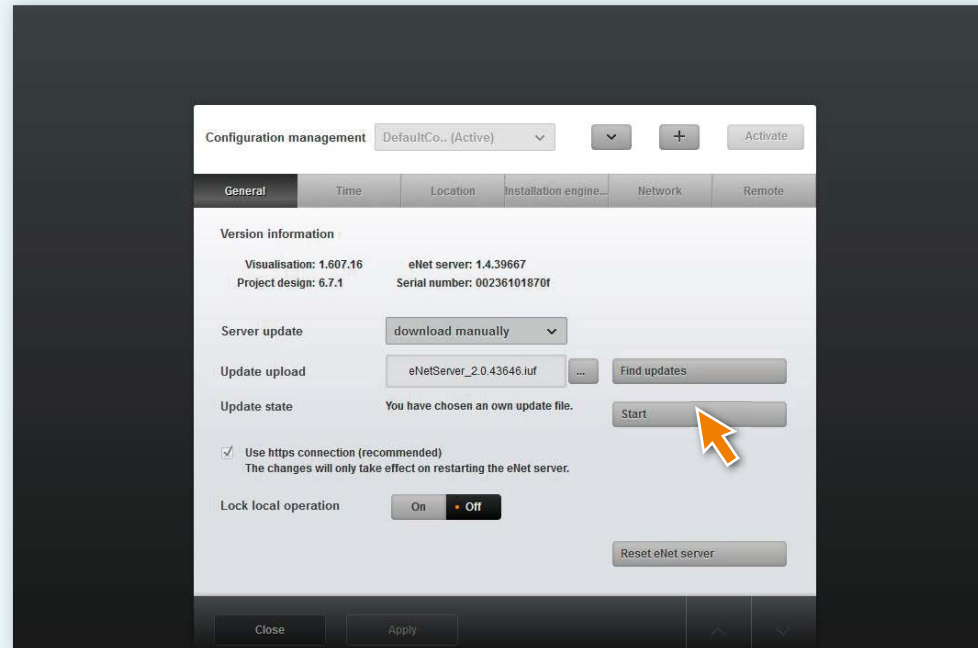 Configuration management DefaultCo.. (Active) + Activate
General Time Location Installation engine... Network Remote
Version information
Visualisation: 1.607.16 eNet server: 1.4.39667
Project design: 6.7.1 Serial number: 00236101870f
Server update download manually
Update upload eNetServer_2.0.43646.iuf ... Find updates
Update state You have chosen an own update file. Start
Use https connection (recommended)
The changes will only take effect on restarting the eNet server.
Lock local operation On Off
Reset eNet server
Close Apply